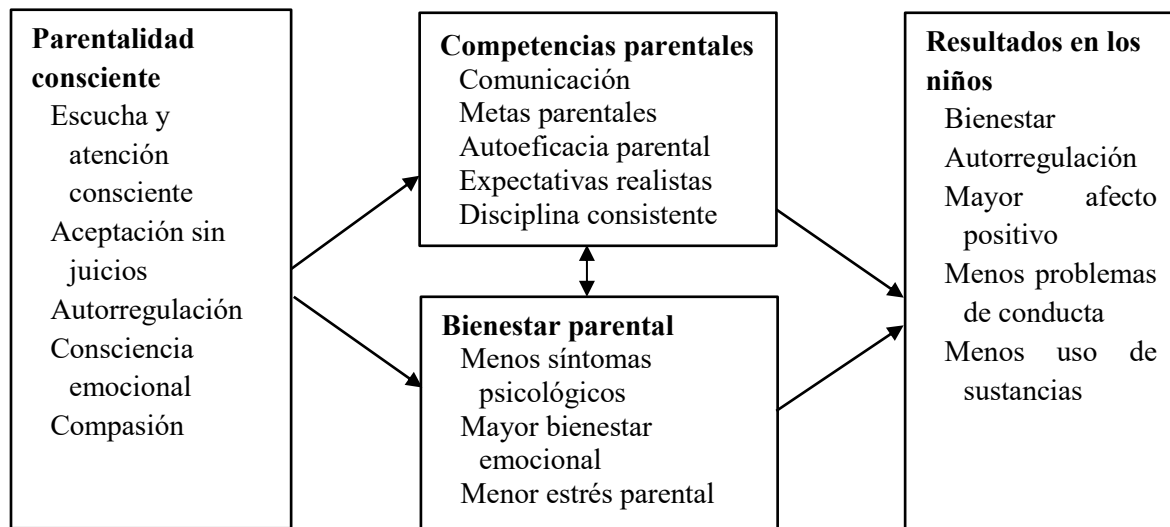 Parentalidad
consciente
Escucha y
atención
consciente
Aceptación sin
juicios
Autorregulación
Consciencia
emocional
Compasión
Competencias parentales
Comunicación
Metas parentales
Autoeficacia parental
Expectativas realistas
Disciplina consistente
Bienestar parental
Menos síntomas
psicológicos
Mayor bienestar
emocional
Menor estrés parental
Resultados en los
niños
Bienestar
Autorregulación
Mayor afecto
positivo
Menos problemas
de conducta
Menos uso de
sustancias